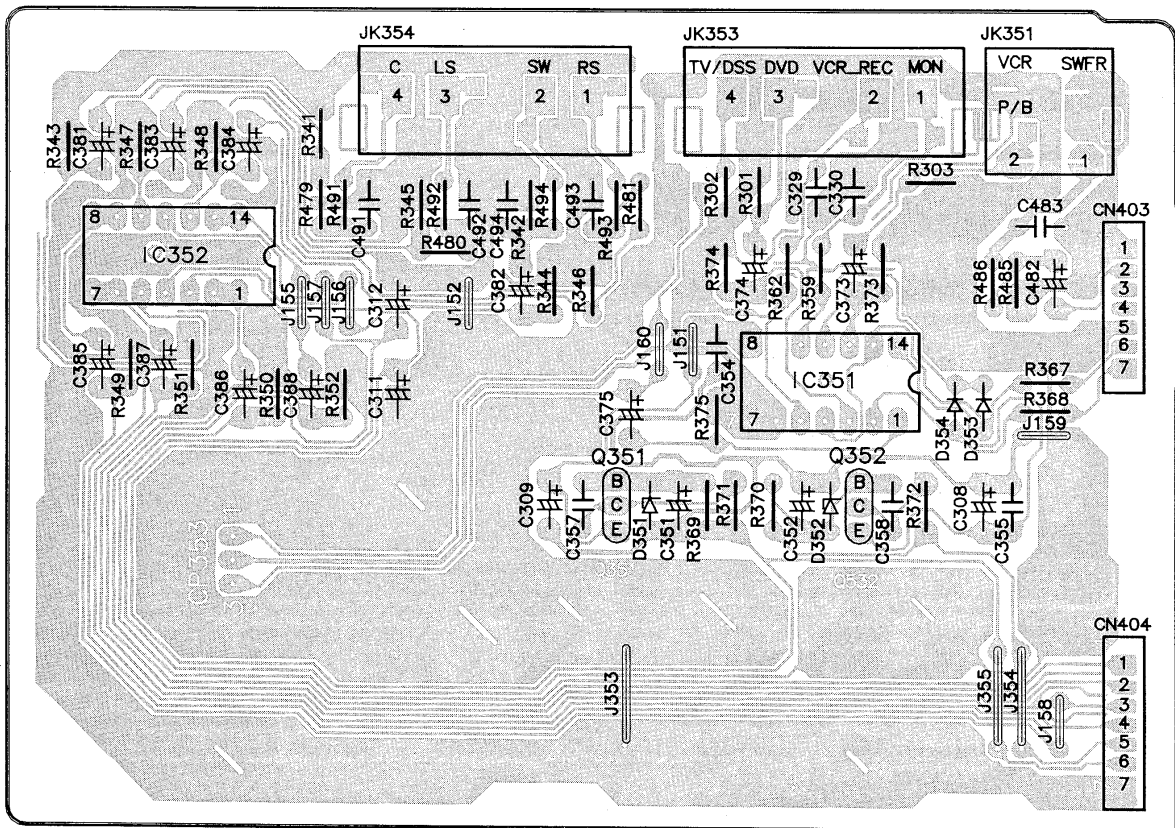 JK354
JK353
JK351
C LS SW RS
4 3 2 1
TV/DSS DVD VCR_REC MON
4 3 2 1
VCR SWFR
P/B
2 1
R343
C381
R347
C383
R348
C384
R341
R479
R491
C491
R345
R492
C492
C494
R342
R494
C493
R493
R481
R480
R302
R301
C329
C330
R303
C483
CN403
1
2
3
4
5
6
7
8 14
IC352
7 1
J155
J157
J156
C312
J152
C382
R344
R346
R374
C374
R362
R359
C373
R373
R486
R485
C482
J160
J151
C354
8 14
IC351
7 1
C385
R349
C387
R351
C386
R350
C388
R352
C311
C375
R375
D354
D353
R367
R368
J159
Q351
B
C
E
Q352
B
C
E
C309
C357
D351
C351
R369
R371
R370
C352
D352
C358
R372
C308
C355
J353
J355
J354
J158
CN404
1
2
3
4
5
6
7